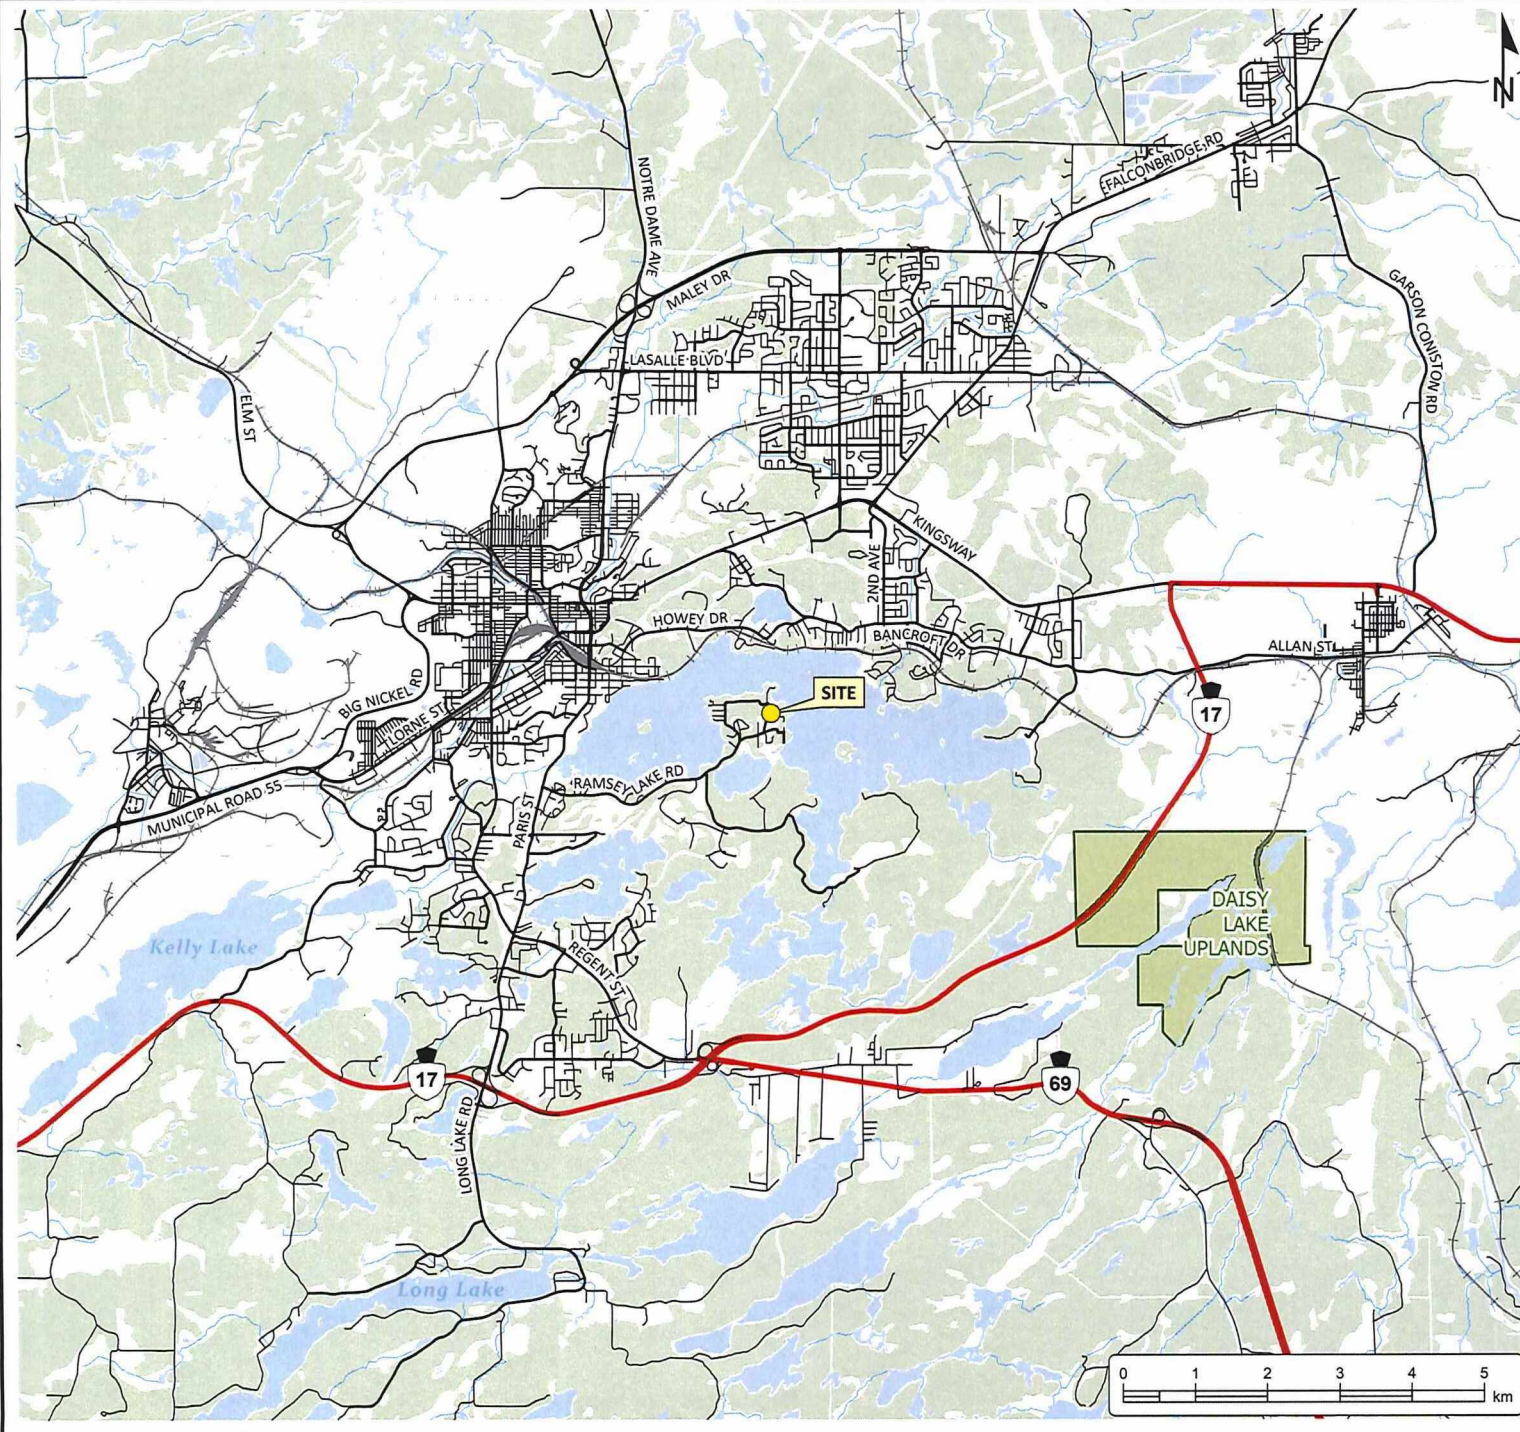 N
FALCONBRIDGE RD
NOTRE DAME AVE
MALEY DR
GARSON CONISTON RD
LASALLE BLVD
ELM ST
KINGSWAY
2ND AVE
HOWEY DR
BANCROFT DR
ALLAN ST
BIG NICKEL RD
SITE
LORNE ST
17
RAMSEY LAKE RD
MUNICIPAL ROAD 55
PARIS ST
DAISY
LAKE
UPLANDS
Kelly Lake
REGENT ST
17
69
LONG LAKE RD
Long Lake
0 1 2 3 4 5
km